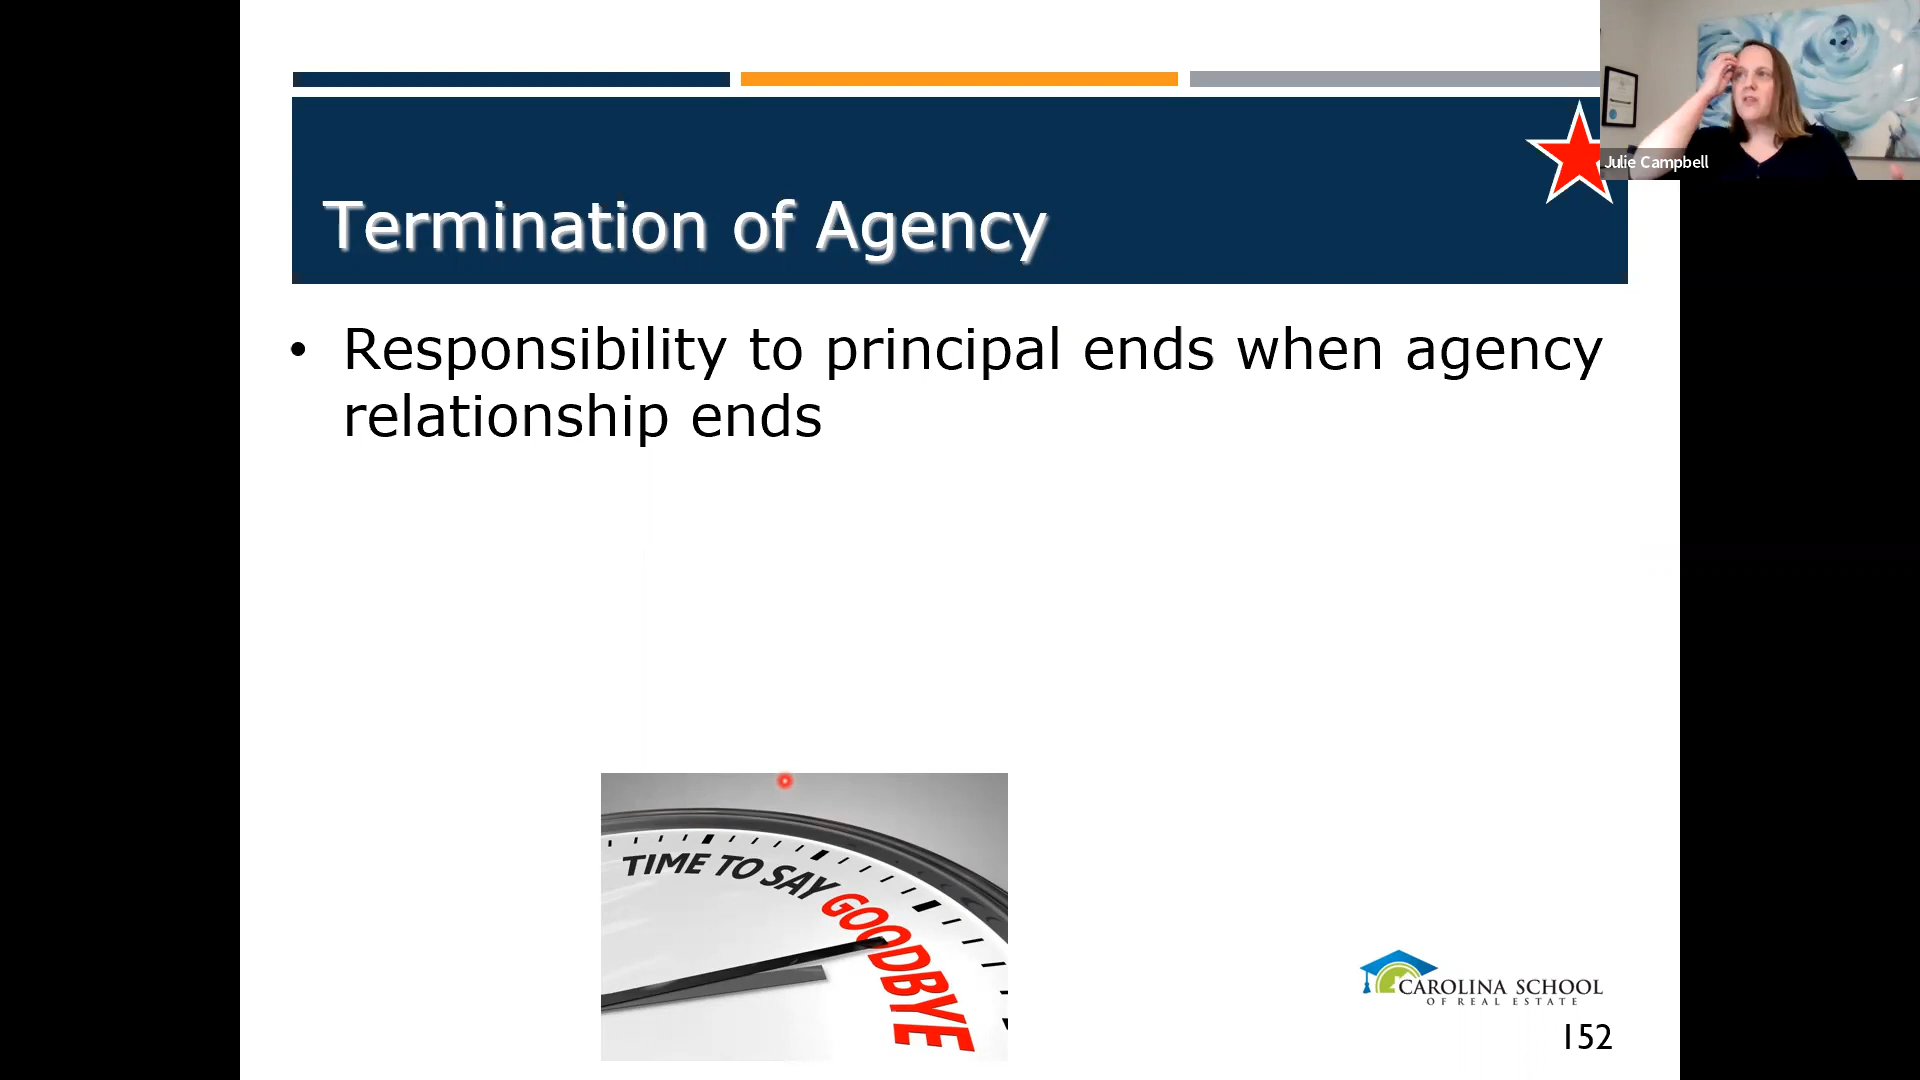 Julie Campbell
Termination of Agency
• Responsibility to principal ends when agency
relationship ends
TIME TO SAY GOODBYE
CAROLINA SCHOOL
OF REAL ESTATE
152